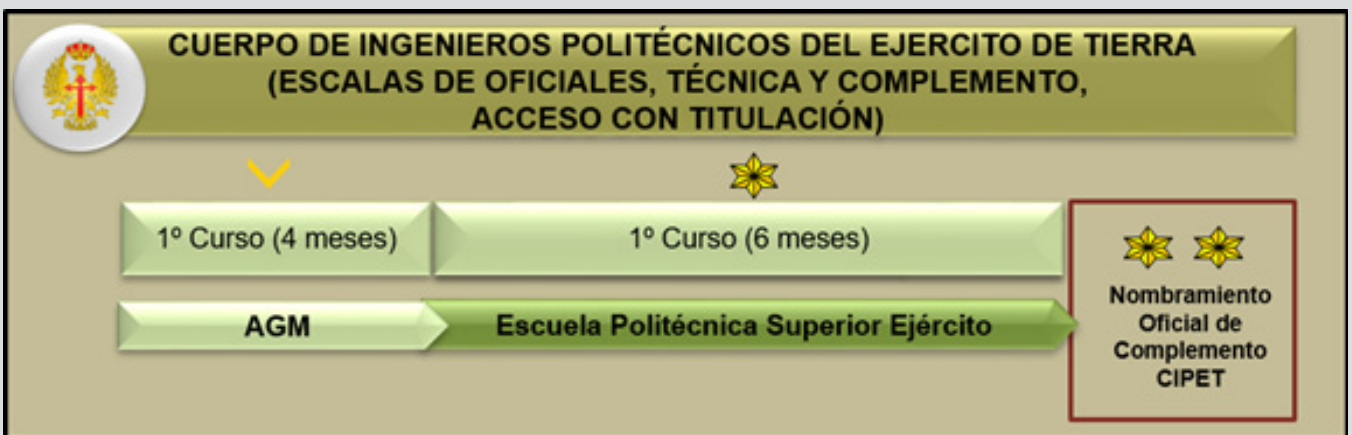 CUERPO DE INGENIEROS POLITÉCNICOS DEL EJERCITO DE TIERRA
(ESCALAS DE OFICIALES, TÉCNICA Y COMPLEMENTO,
ACCESO CON TITULACIÓN)
1º Curso (4 meses)
1º Curso (6 meses)
AGM
Escuela Politécnica Superior Ejército
Nombramiento
Oficial de
Complemento
CIPET